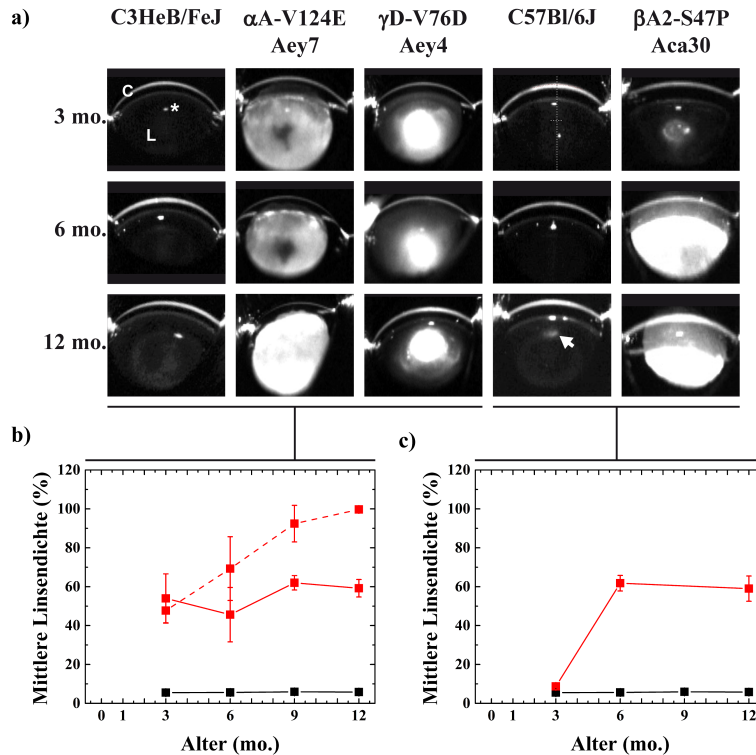 a)
C3HeB/FeJ αA-V124E γD-V76D C57Bl/6J βA2-S47P
Aey7 Aey4 Aca30
3 mo.
C
*
L
6 mo.
12 mo.
b)
c)
Mittlere Linsendichte (%)
120
100
80
60
40
20
0
0 1 3 6 9 12
Alter (mo.)
Mittlere Linsendichte (%)
120
100
80
60
40
20
0
0 1 3 6 9 12
Alter (mo.)